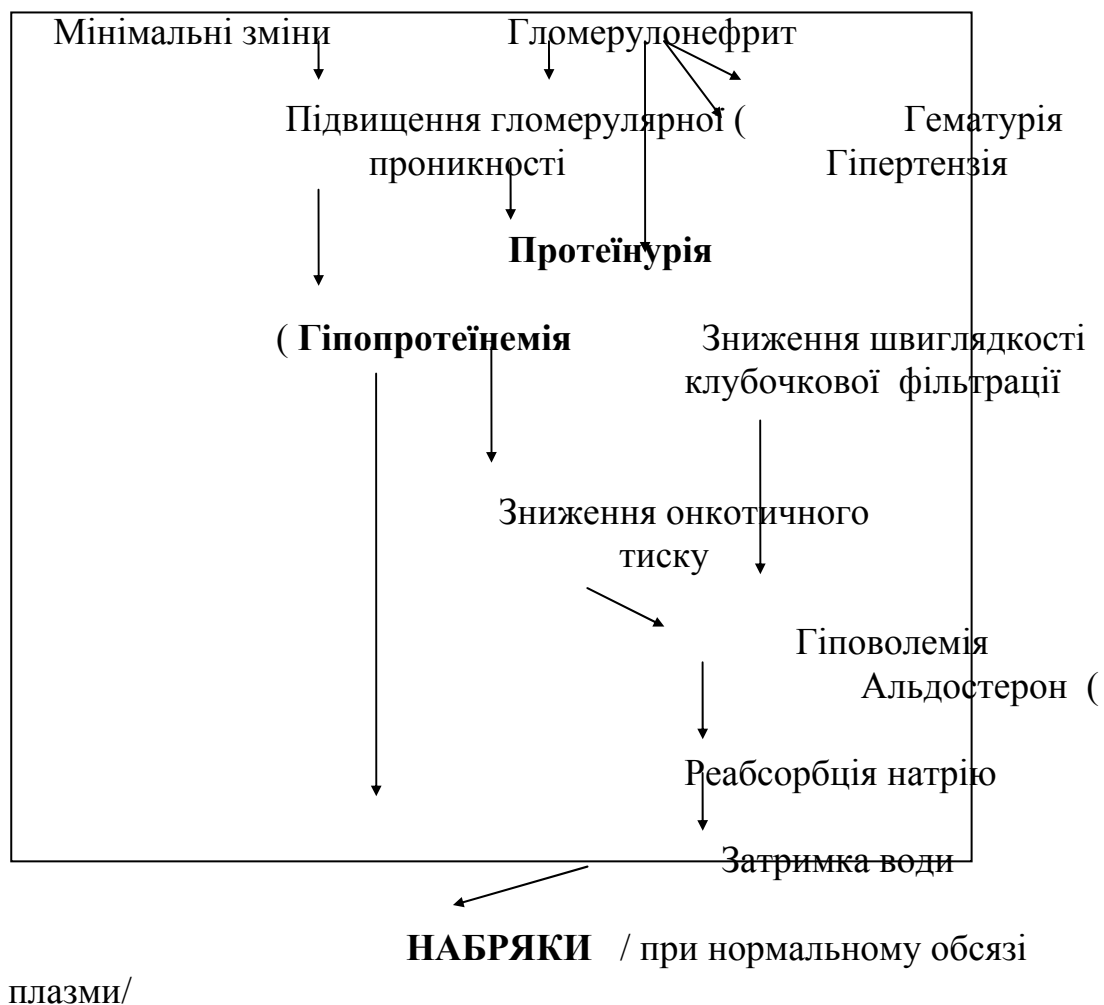 Мінімальні зміни Гломерулонефрит
Підвищення гломерулярної ( Гематурія
проникності Гіпертензія
Протеїнурія
( Гіпопротеїнемія Зниження швиглядкості
клубочкової фільтрації
Зниження онкотичного
тиску
Гіповолемія
Альдостерон (
Реабсорбція натрію
Затримка води
НАБРЯКИ / при нормальному обсязі
плазми/